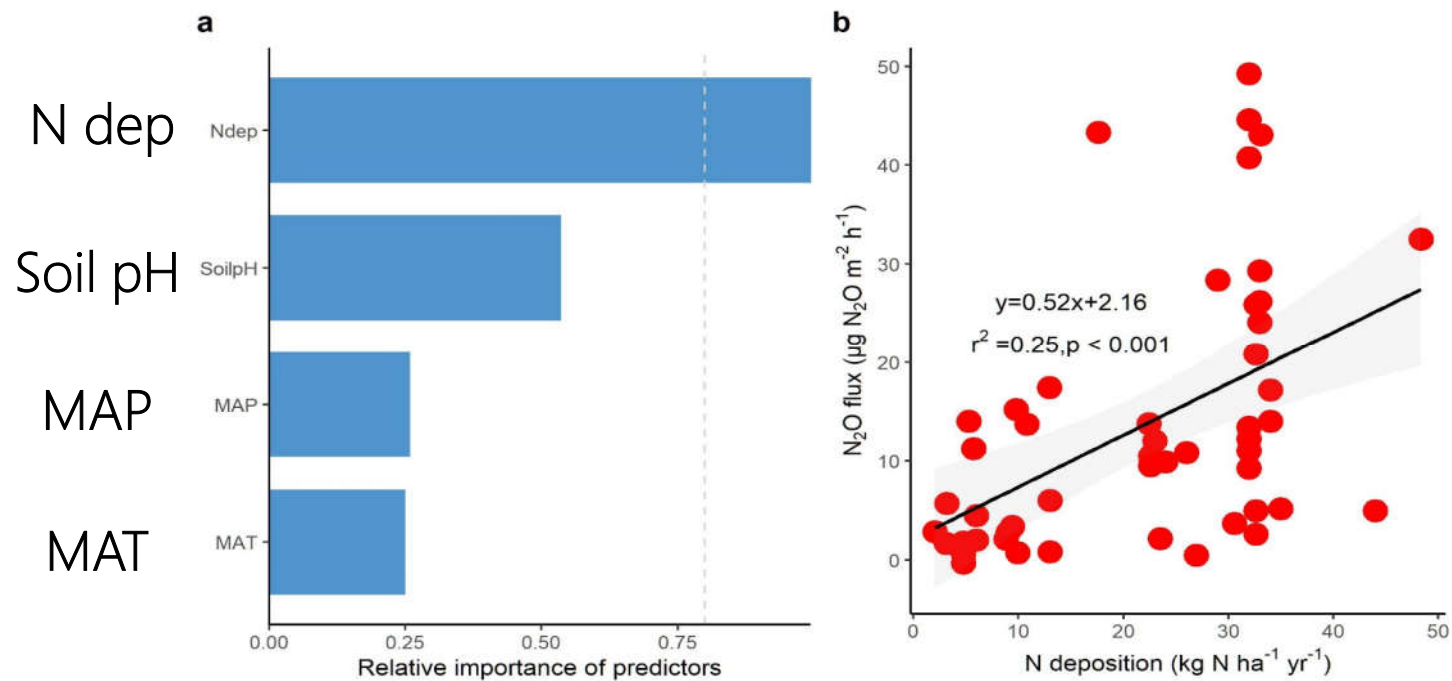 a
N dep
Ndep
Soil pH
SoilpH
MAP
MAP
MAT
MAT
0.00 0.25 0.50 0.75
Relative importance of predictors
b
50
40
30
20
10
0
N₂O flux (µg N₂O m⁻² h⁻¹)
y=0.52x+2.16
r² =0.25,p < 0.001
0 10 20 30 40 50
N deposition (kg N ha⁻¹ yr⁻¹)